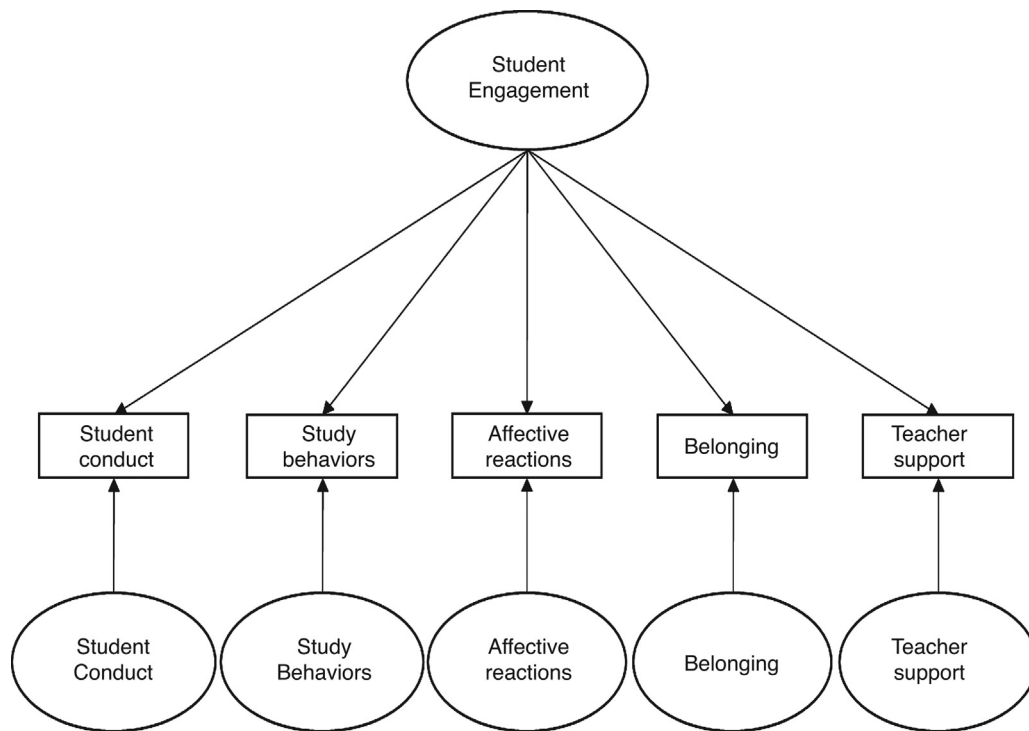 Student
Engagement
Student
conduct
Study
behaviors
Affective
reactions
Belonging
Teacher
support
Student
Conduct
Study
Behaviors
Affective
reactions
Belonging
Teacher
support